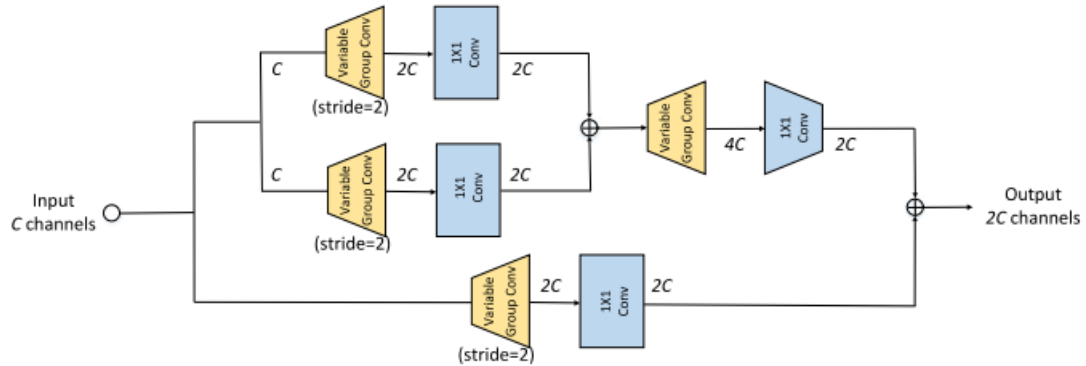 Input
C channels
C
Variable
Group Conv
(stride=2)
2C
1X1
Conv
2C
C
Variable
Group Conv
(stride=2)
2C
1X1
Conv
2C
Variable
Group Conv
4C
1X1
Conv
2C
Variable
Group Conv
(stride=2)
2C
1X1
Conv
2C
Output
2C channels